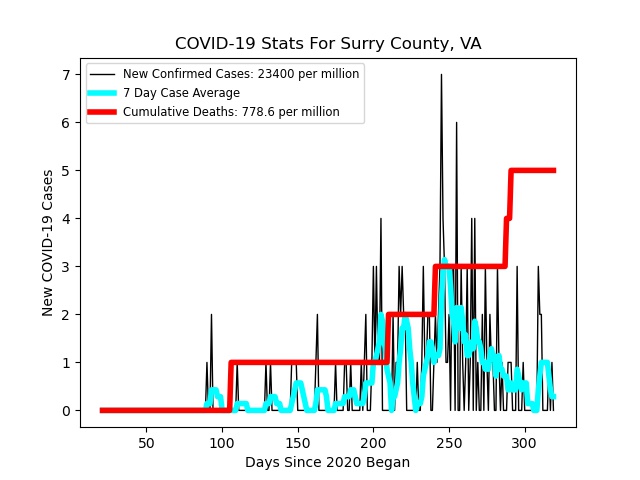 COVID-19 Stats For Surry County, VA
New Confirmed Cases: 23400 per million
7 Day Case Average
Cumulative Deaths: 778.6 per million
New COVID-19 Cases
7
6
5
4
3
2
1
0
50 100 150 200 250 300
Days Since 2020 Began